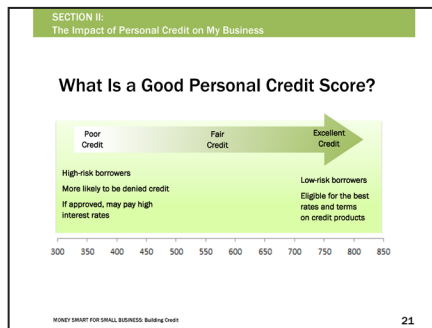 SECTION II:
The Impact of Personal Credit on My Business
What Is a Good Personal Credit Score?
Poor
Credit
Fair
Credit
Excellent
Credit
High-risk borrowers
More likely to be denied credit
If approved, may pay high
interest rates
Low-risk borrowers
Eligible for the best
rates and terms
on credit products
300 350 400 450 500 550 600 650 700 750 800 850
MONEY SMART FOR SMALL BUSINESS: Building Credit
21